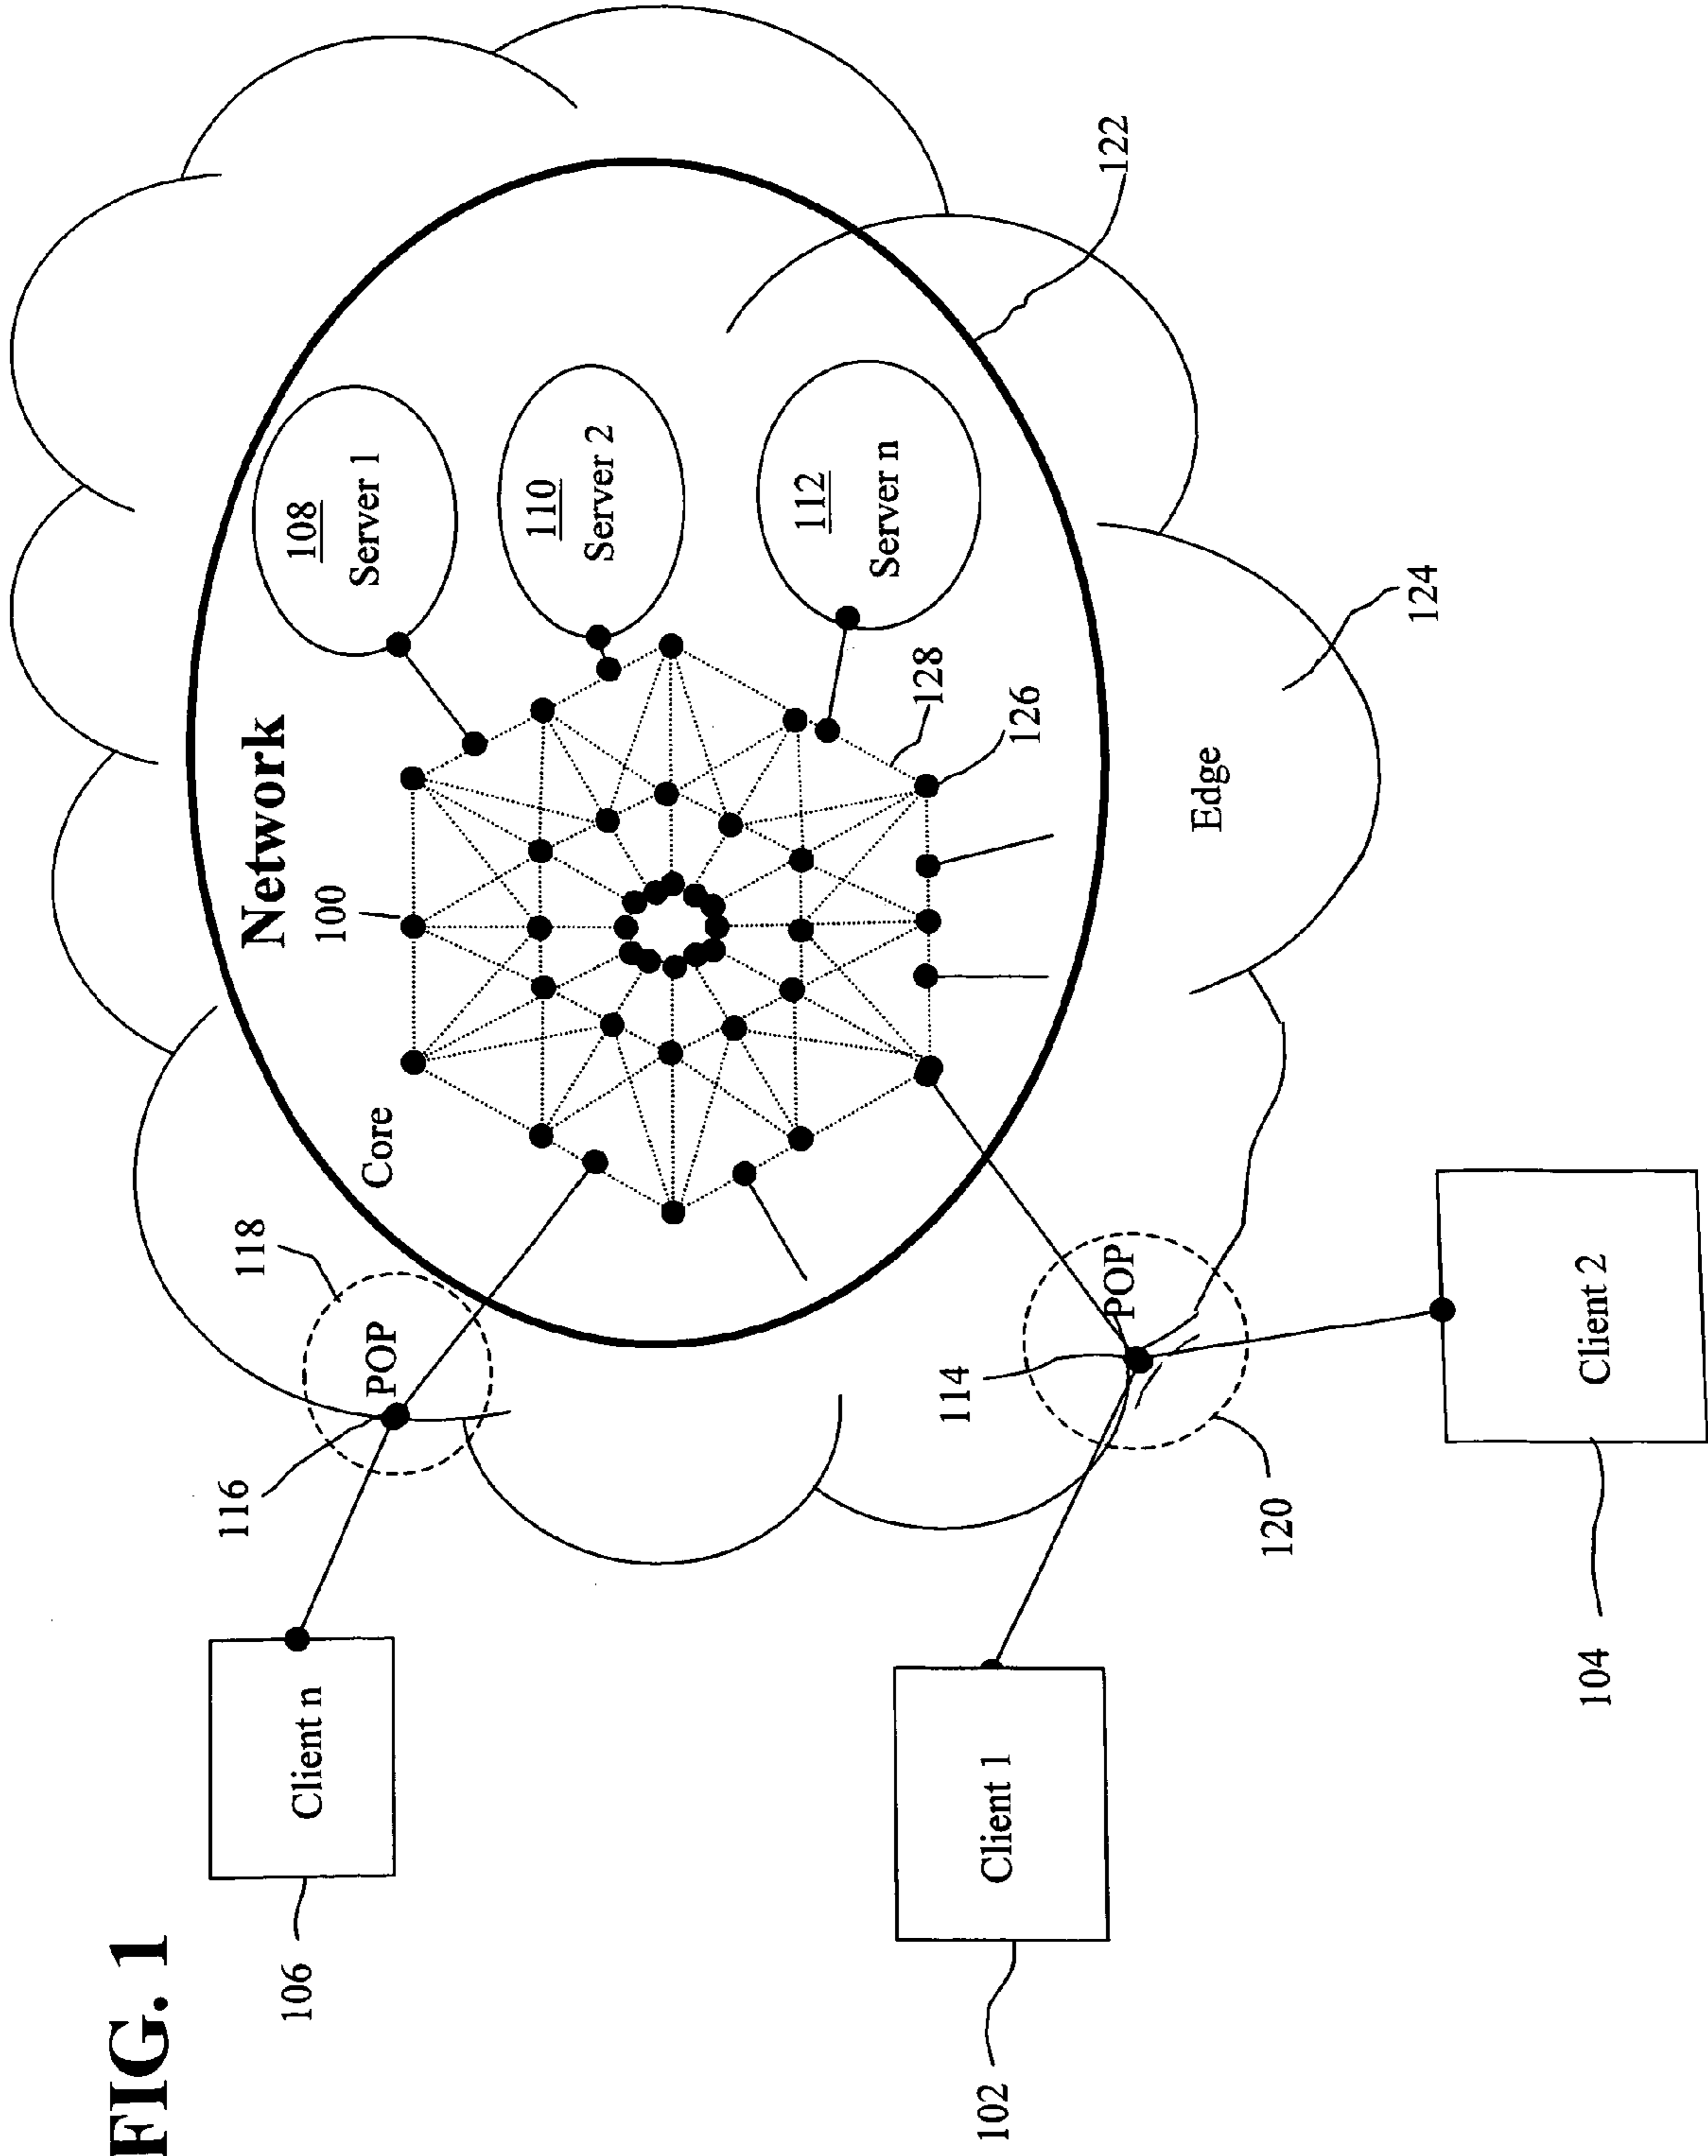 FIG. 1
Network
100
Core
118
POP
116
Client n
106
108
Server 1
110
Server 2
112
Server n
128
126
122
124
Edge
POP
114
120
Client 1
102
Client 2
104